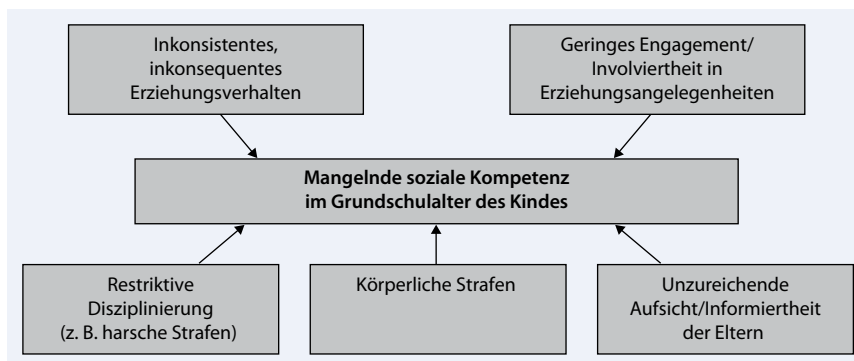 Inkonsistentes,
inkonsequentes
Erziehungsverhalten
Geringes Engagement/
Involviertheit in
Erziehungsangelegenheiten
Mangelnde soziale Kompetenz
im Grundschulalter des Kindes
Restriktive
Disziplinierung
(z. B. harsche Strafen)
Körperliche Strafen
Unzureichende
Aufsicht/Informiertheit
der Eltern